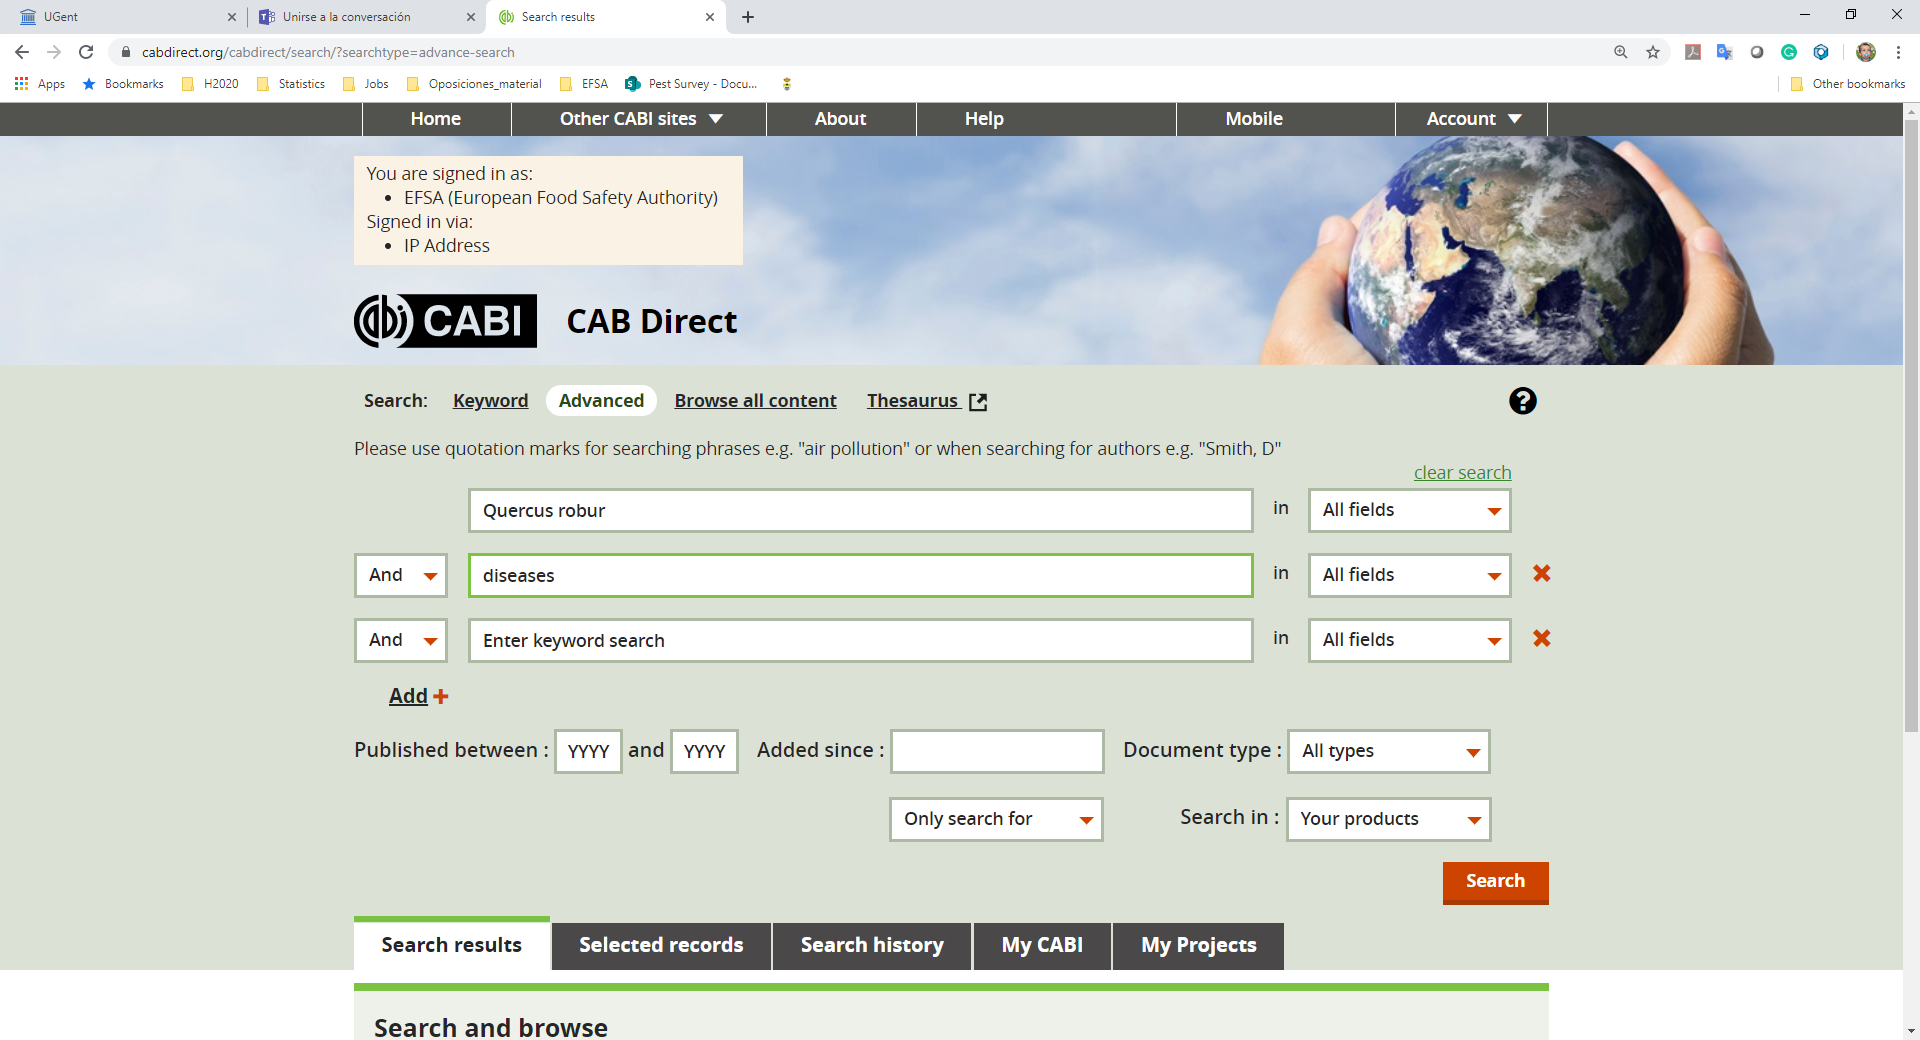 UGent
Unirse a la conversación
Search results
cabdirect.org/cabdirect/search/?searchtype=advance-search
Apps Bookmarks H2020 Statistics Jobs Oposiciones_material EFSA Pest Survey - Docu... Other bookmarks
Home Other CABI sites About Help Mobile Account
You are signed in as:
• EFSA (European Food Safety Authority)
Signed in via:
• IP Address
CABI CAB Direct
Search: Keyword Advanced Browse all content Thesaurus ?
Please use quotation marks for searching phrases e.g. "air pollution" or when searching for authors e.g. "Smith, D"
clear search
Quercus robur in All fields
And diseases in All fields
And Enter keyword search in All fields
Add +
Published between : YYYY and YYYY Added since : Document type : All types
Only search for Search in : Your products
Search
Search results Selected records Search history My CABI My Projects
Search and browse